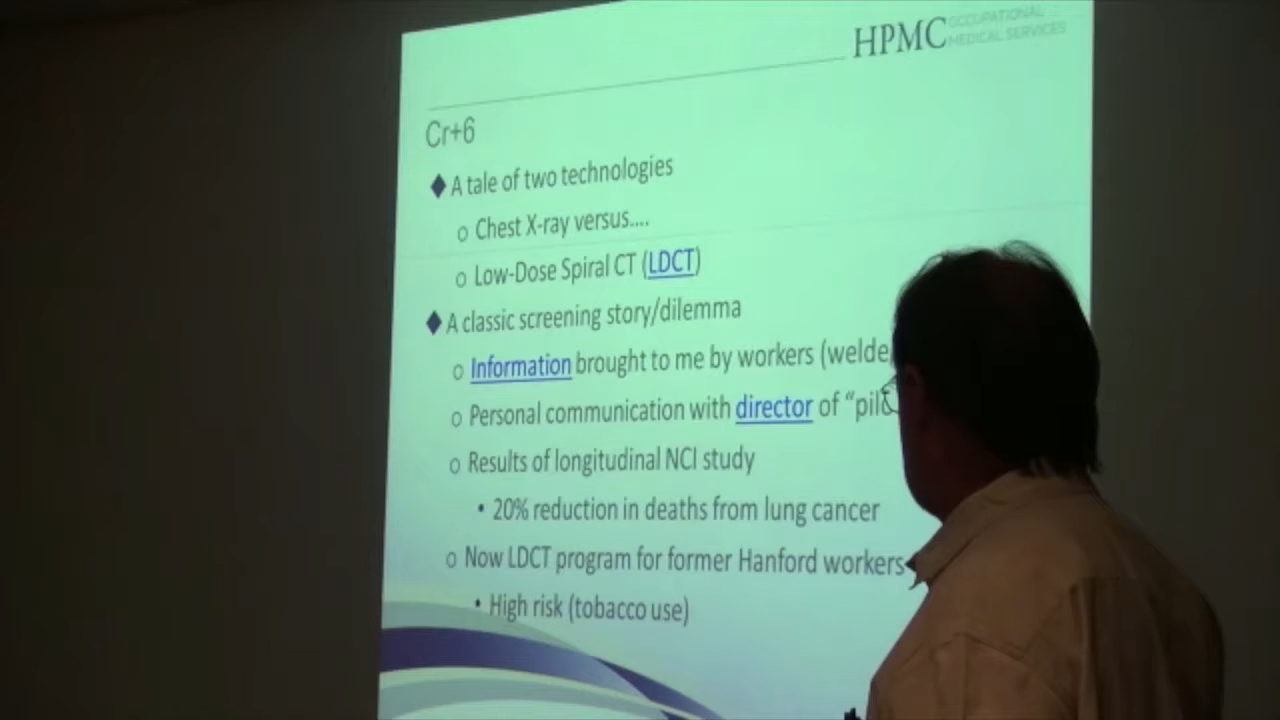 HPMC OCCUPATIONAL
MEDICAL SERVICES
Cr+6
A tale of two technologies
Chest X-ray versus....
Low-Dose Spiral CT (LDCT)
A classic screening story/dilemma
Information brought to me by workers (welde
Personal communication with director of “pil
Results of longitudinal NCI study
20% reduction in deaths from lung cancer
Now LDCT program for former Hanford workers
High risk (tobacco use)